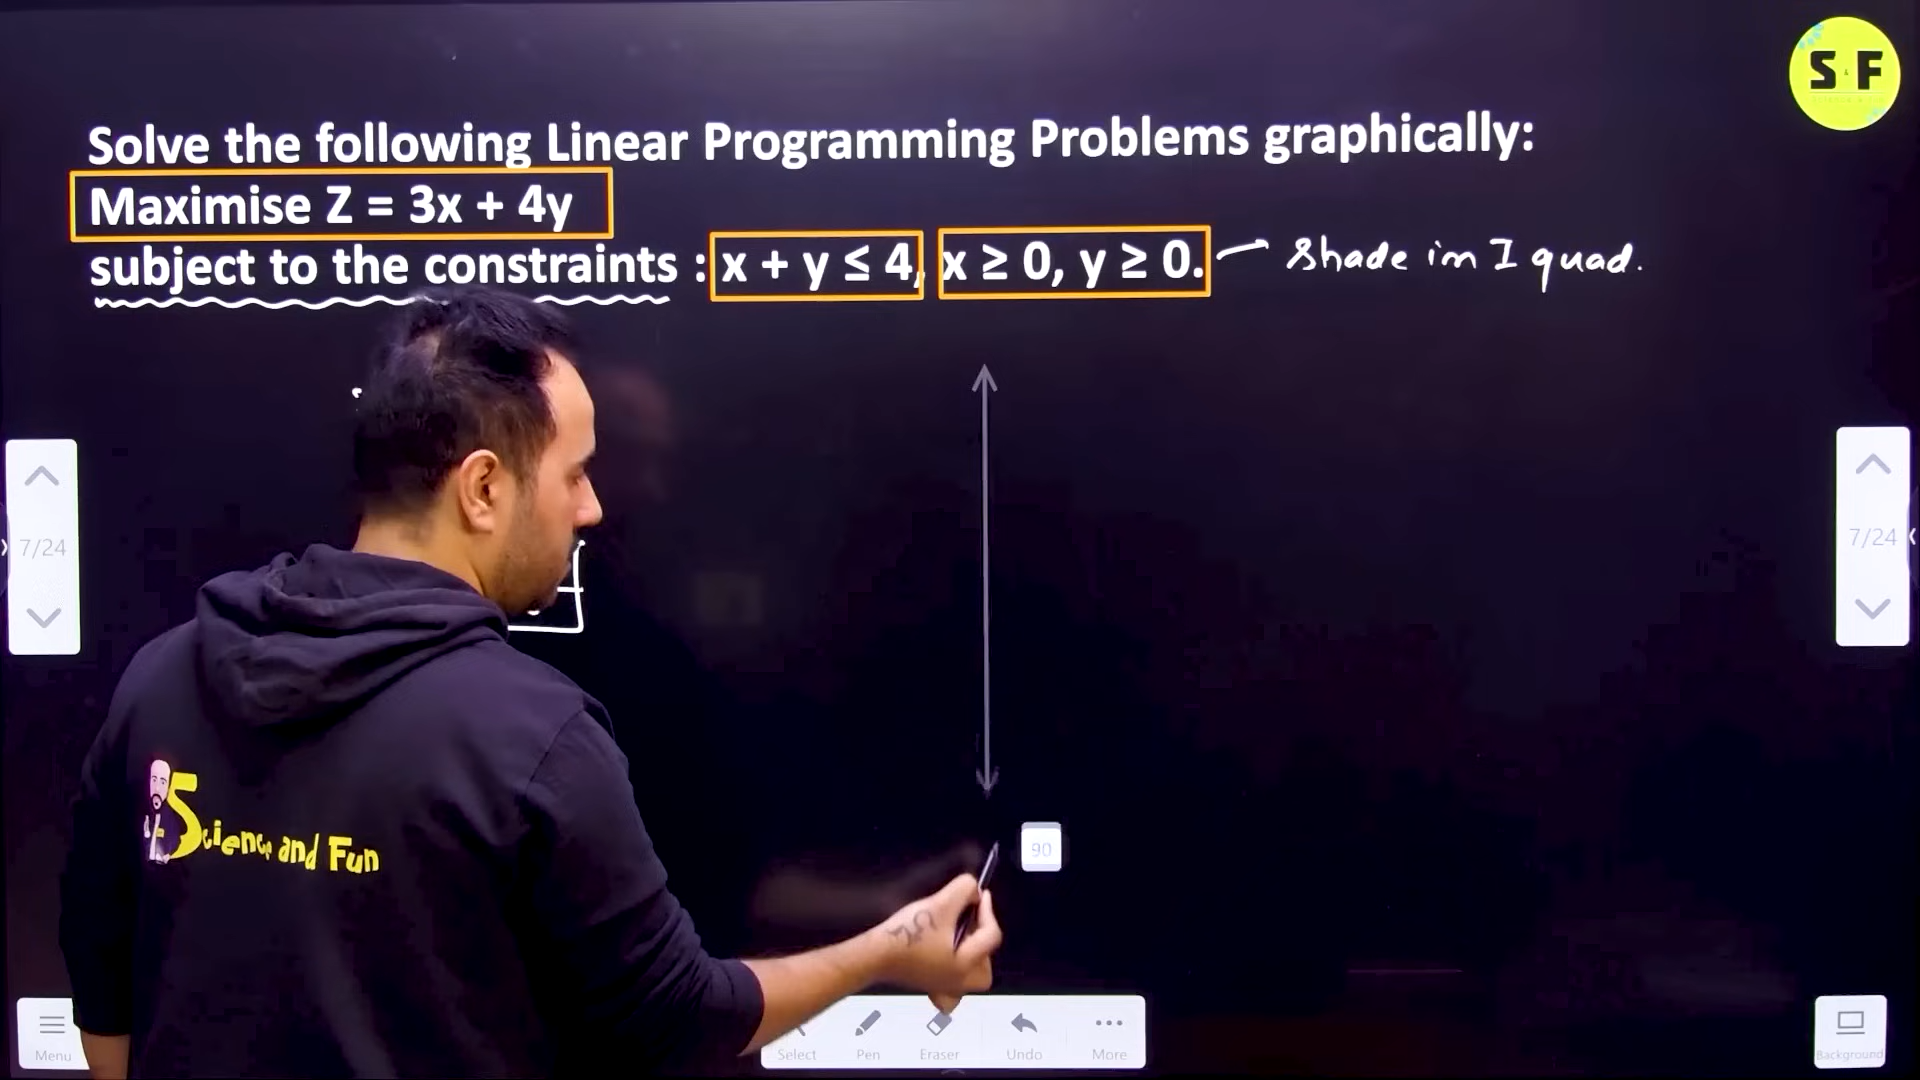 S & F
Solve the following Linear Programming Problems graphically:
Maximise Z = 3x + 4y
subject to the constraints : x + y ≤ 4, x ≥ 0, y ≥ 0. Shade in I quad.
7/24
7/24
90
Science and Fun
Menu
Select
Pen
Eraser
Undo
More
Background